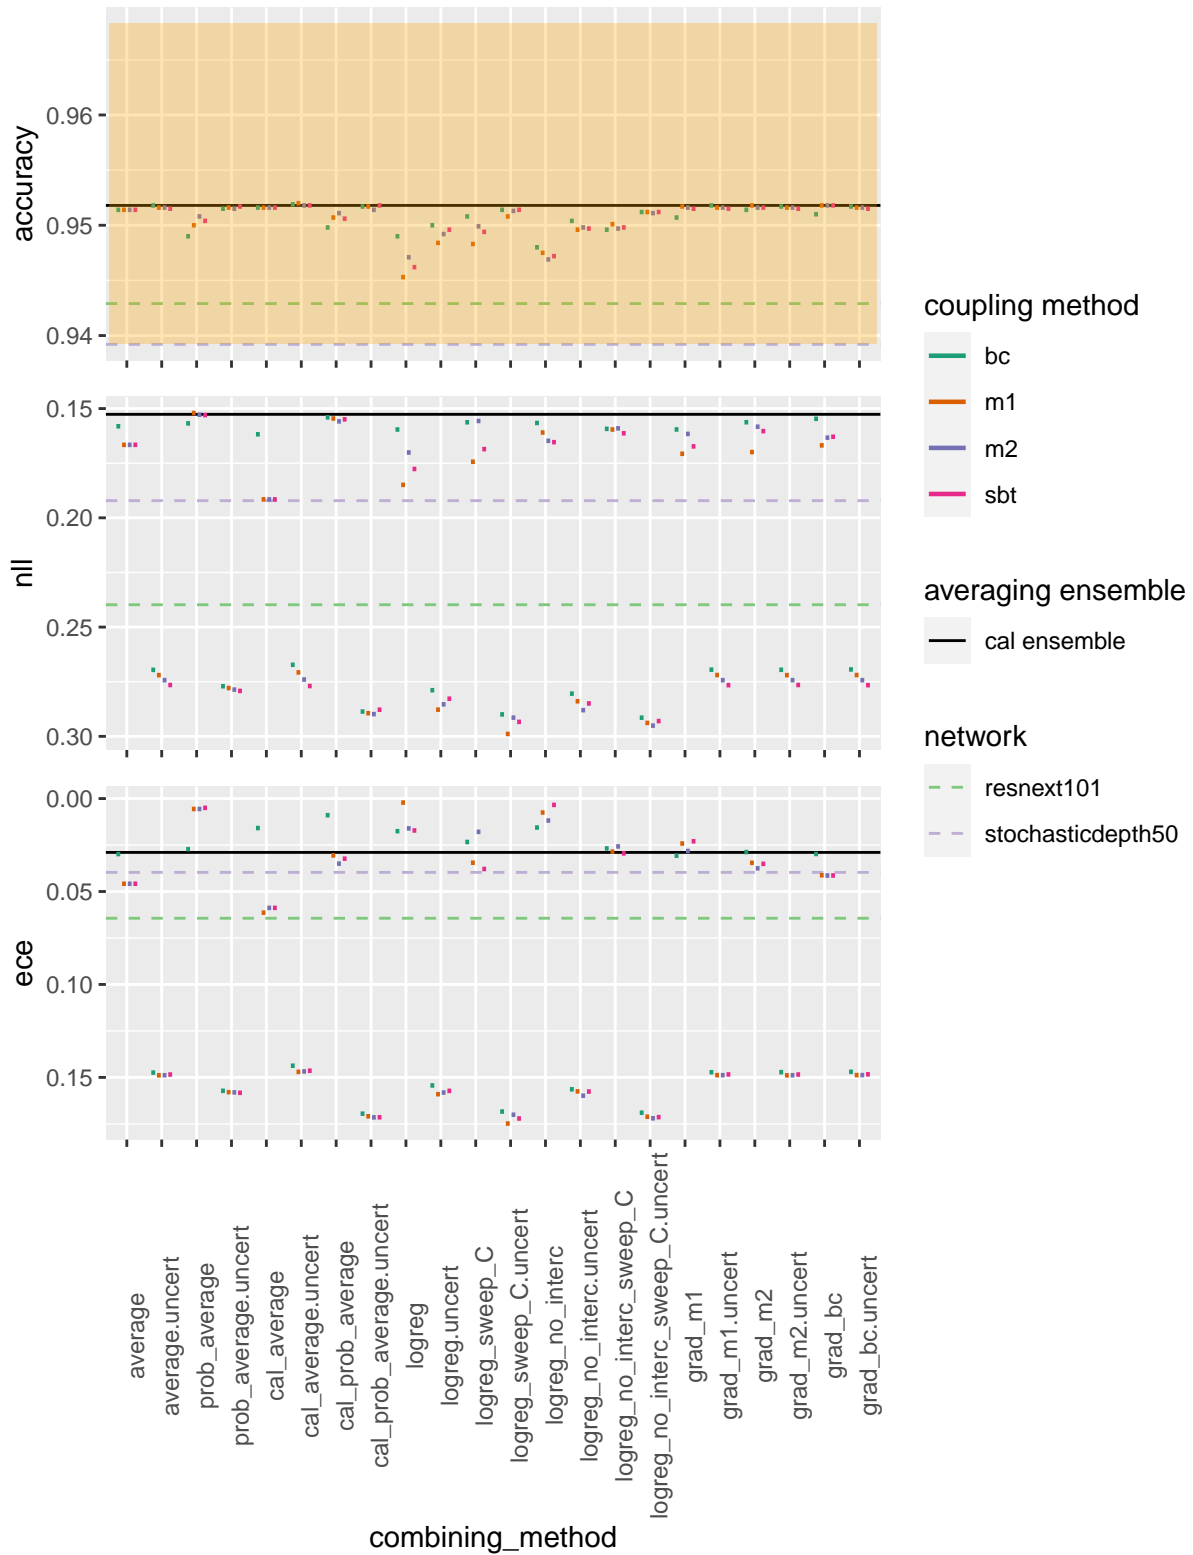 accuracy
0.96
0.95
0.94
nll
0.15
0.20
0.25
0.30
ece
0.00
0.05
0.10
0.15
average
average.uncert
prob_average
prob_average.uncert
cal_average
cal_average.uncert
cal_prob_average
cal_prob_average.uncert
logreg
logreg.uncert
logreg_sweep_C
logreg_sweep_C.uncert
logreg_no_interc
logreg_no_interc.uncert
logreg_no_interc_sweep_C
logreg_no_interc_sweep_C.uncert
grad_m1
grad_m1.uncert
grad_m2
grad_m2.uncert
grad_bc
grad_bc.uncert
combining_method
coupling method
bc
m1
m2
sbt
averaging ensemble
cal ensemble
network
resnext101
stochasticdepth50